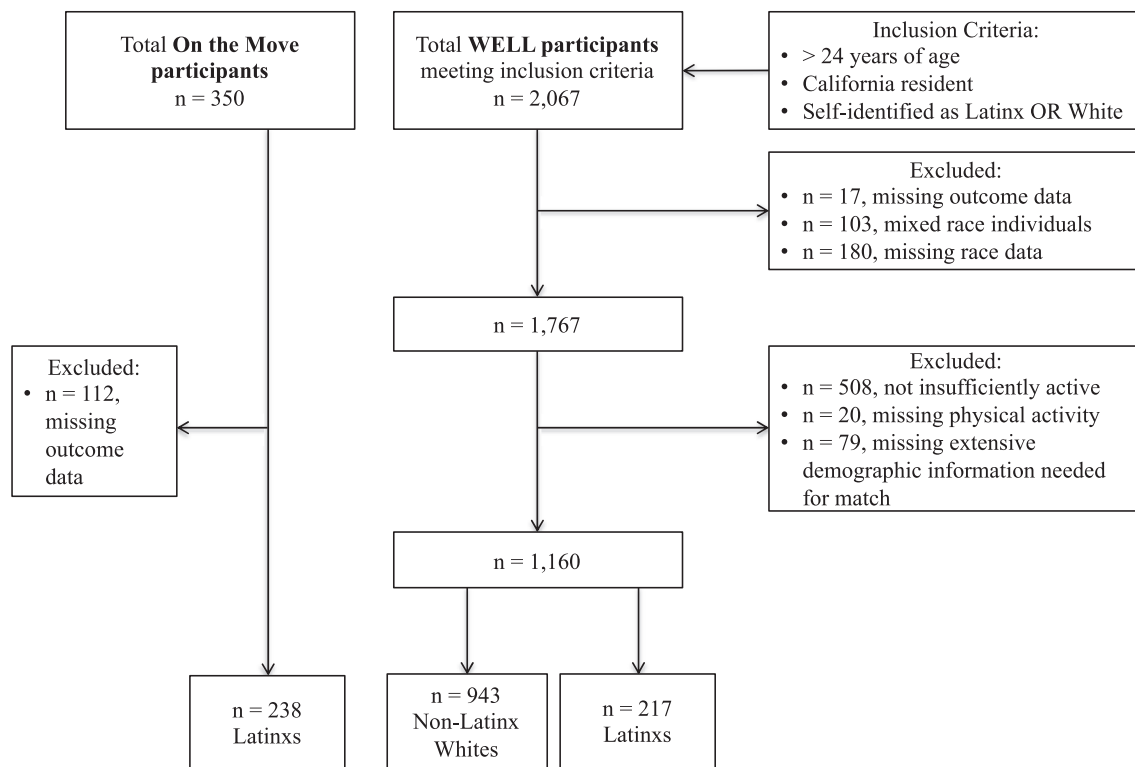 Total On the Move
participants
n = 350
Total WELL participants
meeting inclusion criteria
n = 2,067
Inclusion Criteria:
• > 24 years of age
• California resident
• Self-identified as Latinx OR White
Excluded:
• n = 17, missing outcome data
• n = 103, mixed race individuals
• n = 180, missing race data
n = 1,767
Excluded:
• n = 112,
missing
outcome
data
Excluded:
• n = 508, not insufficiently active
• n = 20, missing physical activity
• n = 79, missing extensive
demographic information needed
for match
n = 1,160
n = 238
Latinxs
n = 943
Non-Latinx
Whites
n = 217
Latinxs